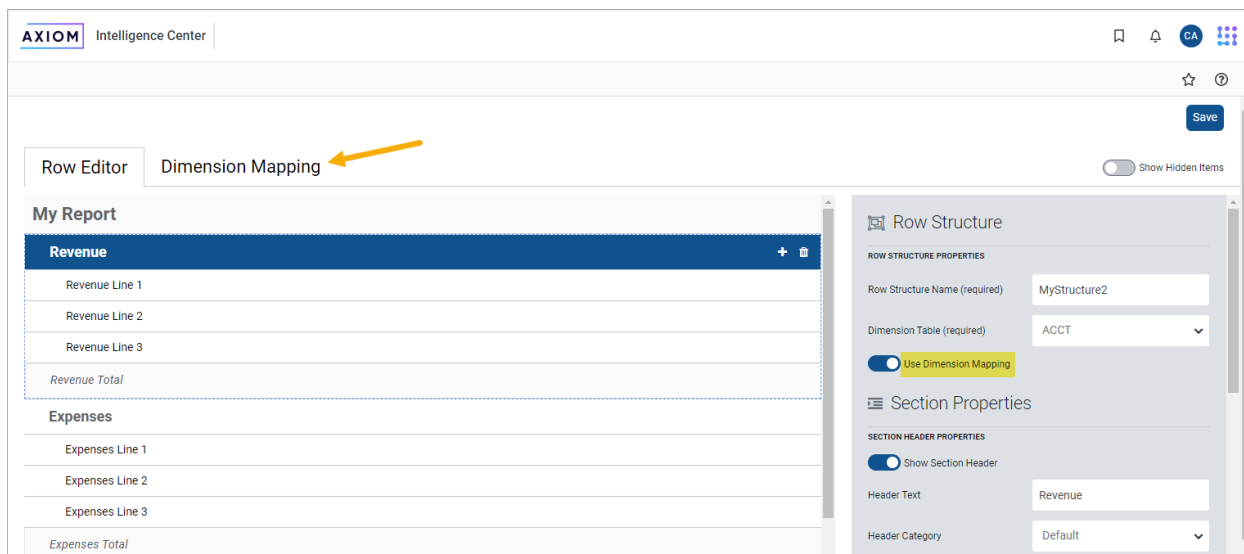 AXIOM Intelligence Center
CA
Save
Row Editor
Dimension Mapping
Show Hidden Items
My Report
Revenue
Revenue Line 1
Revenue Line 2
Revenue Line 3
Revenue Total
Expenses
Expenses Line 1
Expenses Line 2
Expenses Line 3
Expenses Total
Row Structure
ROW STRUCTURE PROPERTIES
Row Structure Name (required) MyStructure2
Dimension Table (required) ACCT
Use Dimension Mapping
Section Properties
SECTION HEADER PROPERTIES
Show Section Header
Header Text Revenue
Header Category Default